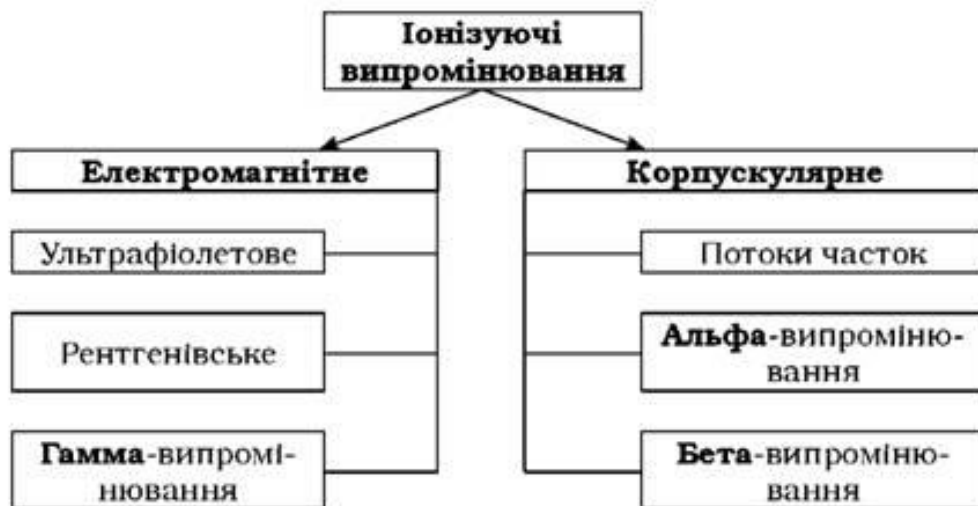 Іонізуючі
випромінювання
Електромагнітне
Ультрафіолетове
Рентгенівське
Гамма-випромі-
нювання
Корпускулярне
Потоки часток
Альфа-випроміню-
вання
Бета-випроміню-
вання